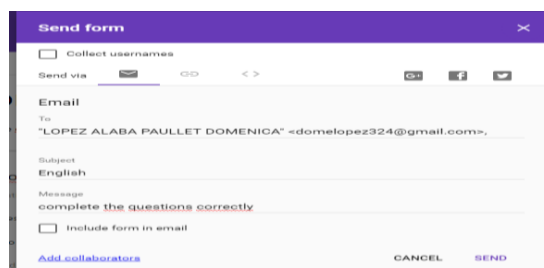 Send form
Collect usernames
Send via
< >
G+ f
Email
To
"LOPEZ ALABA PAULLET DOMENICA" <domelopez324@gmail.com>,
Subject
English
Message
complete the questions correctly
Include form in email
Add collaborators CANCEL SEND